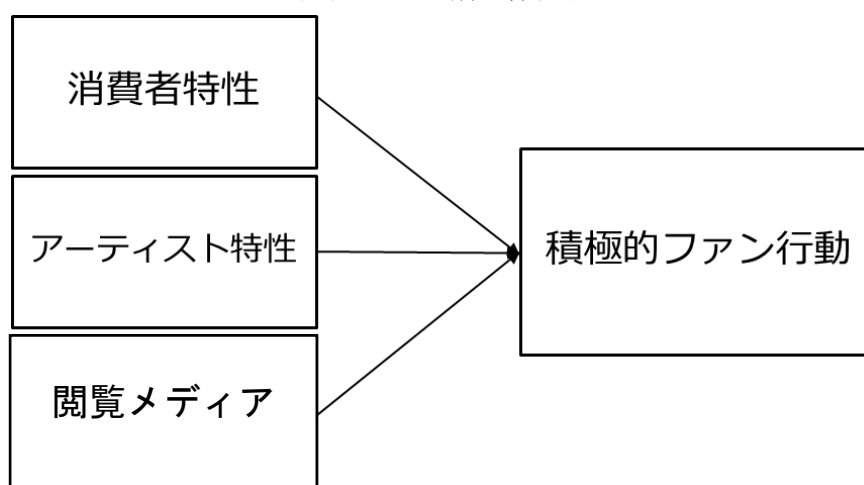 消費者特性
アーティスト特性
積極的ファン行動
閲覧メディア